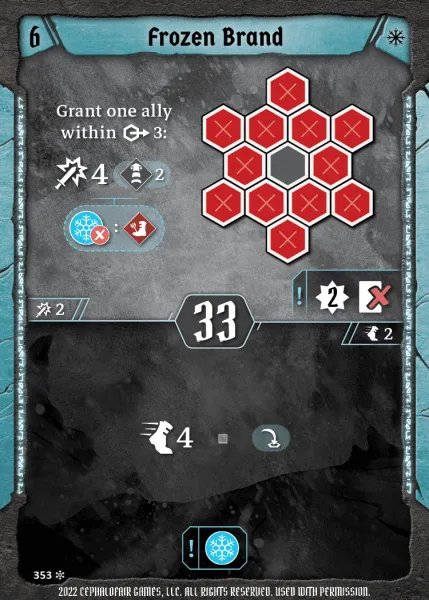 6
Frozen Brand
Grant one ally
within 3:
4 2
:
! 2
2
33
2
4
!
353
2022 CEPHALOFAIR GAMES, LLC. ALL RIGHTS RESERVED. USED WITH PERMISSION.